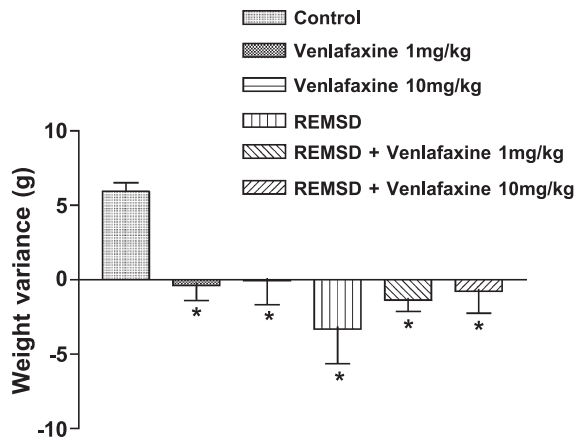 Control
Venlafaxine 1mg/kg
Venlafaxine 10mg/kg
REMSD
REMSD + Venlafaxine 1mg/kg
REMSD + Venlafaxine 10mg/kg
Weight variance (g)
10
5
0
-5
-10
* * * * *